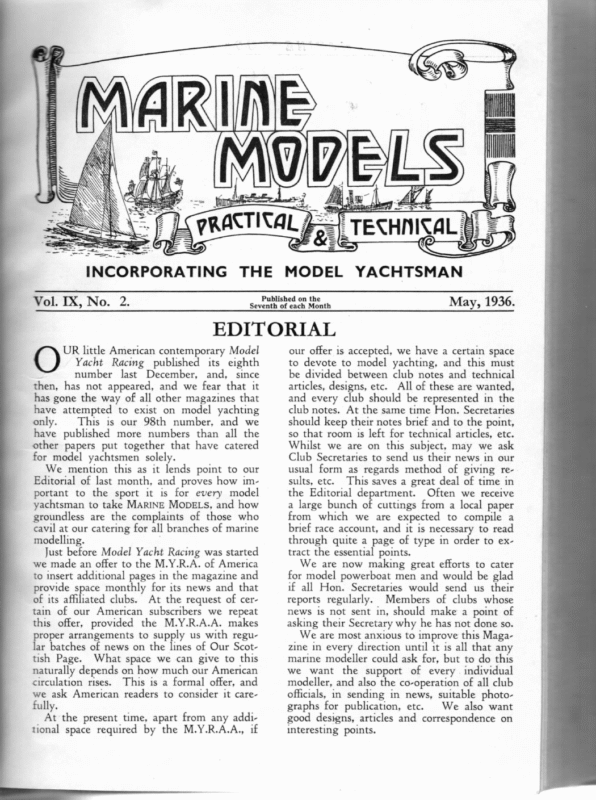 MARINE
MODELS
PRACTICAL
&
TECHNICAL
INCORPORATING THE MODEL YACHTSMAN
Vol. IX, No. 2.
Published on the
Seventh of each Month
May, 1936.
EDITORIAL
OUR little American contemporary Model
Yacht Racing published its eighth
number last December, and, since
then, has not appeared, and we fear that it
has gone the way of all other magazines that
have attempted to exist on model yachting
only. This is our 98th number, and we
have published more numbers than all the
other papers put together that have catered
for model yachtsmen solely.
We mention this as it lends point to our
Editorial of last month, and proves how im-
portant to the sport it is for every model
yachtsman to take MARINE MODELS, and how
groundless are the complaints of those who
cavil at our catering for all branches of marine
modelling.
Just before Model Yacht Racing was started
we made an offer to the M.Y.R.A. of America
to insert additional pages in the magazine and
provide space monthly for its news and that
of its affiliated clubs. At the request of cer-
tain of our American subscribers we repeat
this offer, provided the M.Y.R.A.A. makes
proper arrangements to supply us with regu-
lar batches of news on the lines of Our Scot-
tish Page. What space we can give to this
naturally depends on how much our American
circulation rises. This is a formal offer, and
we ask American readers to consider it care-
fully.
At the present time, apart from any addi-
tional space required by the M.Y.R.A.A., if
our offer is accepted, we have a certain space
to devote to model yachting, and this must
be divided between club notes and technical
articles, designs, etc. All of these are wanted,
and every club should be represented in the
club notes. At the same time Hon. Secretaries
should keep their notes brief and to the point,
so that room is left for technical articles, etc.
Whilst we are on this subject, may we ask
Club Secretaries to send us their news in our
usual form as regards method of giving re-
sults, etc. This saves a great deal of time in
the Editorial department. Often we receive
a large bunch of cuttings from a local paper
from which we are expected to compile a
brief race account, and it is necessary to read
through quite a page of type in order to ex-
tract the essential points.
We are now making great efforts to cater
for model powerboat men and would be glad
if all Hon. Secretaries would send us their
reports regularly. Members of clubs whose
news is not sent in, should make a point of
asking their Secretary why he has not done so.
We are most anxious to improve this Maga-
zine in every direction until it is all that any
marine modeller could ask for, but to do this
we want the support of every individual
modeller, and also the co-operation of all club
officials, in sending in news, suitable photo-
graphs for publication, etc. We also want
good designs, articles and correspondence on
interesting points.